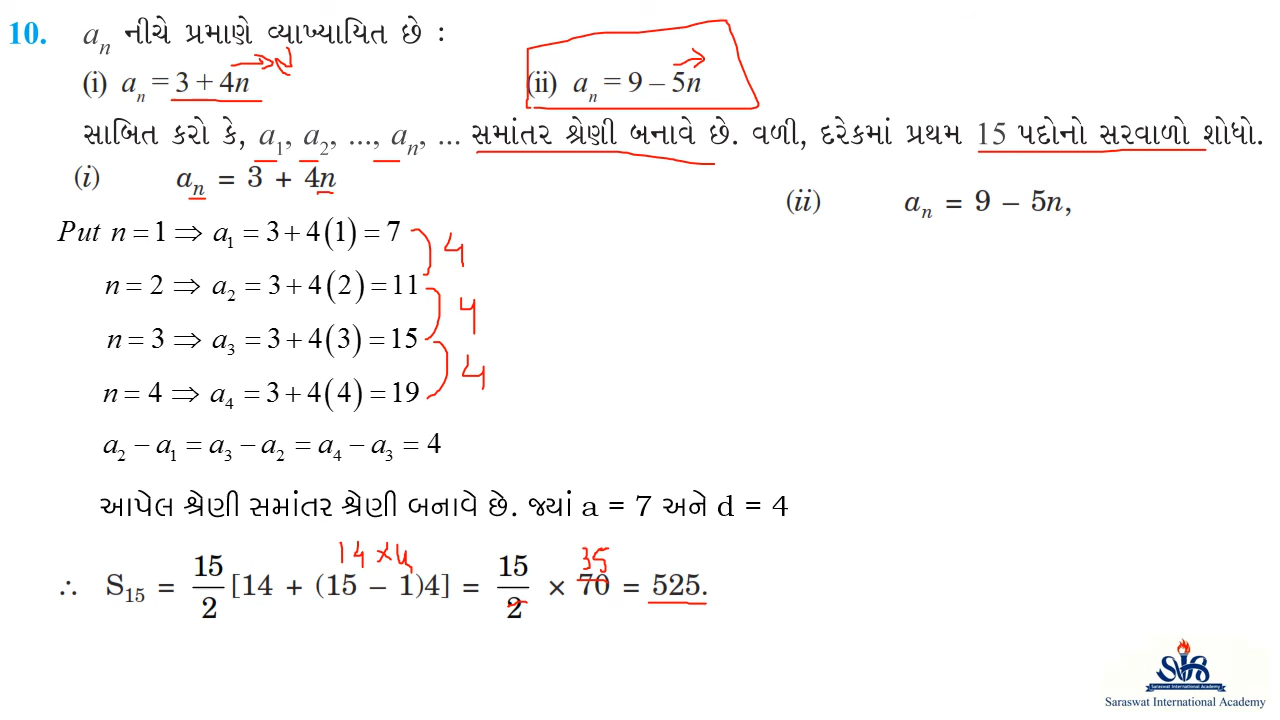 10. aₙ નીચે પ્રમાણે વ્યાખ્યાયિત છે :
(i) aₙ = 3 + 4n
(ii) aₙ = 9 – 5n
સાબિત કરો કે, a₁, a₂, ..., aₙ, ... સમાંતર શ્રેણી બનાવે છે. વળી, દરેકમાં પ્રથમ 15 પદોનો સરવાળો શોધો.
(i) aₙ = 3 + 4n
Put n = 1 ⇒ a₁ = 3 + 4(1) = 7
4
n = 2 ⇒ a₂ = 3 + 4(2) = 11
4
n = 3 ⇒ a₃ = 3 + 4(3) = 15
4
n = 4 ⇒ a₄ = 3 + 4(4) = 19
a₂ – a₁ = a₃ – a₂ = a₄ – a₃ = 4
આપેલ શ્રેણી સમાંતર શ્રેણી બનાવે છે. જ્યાં a = 7 અને d = 4
14 × 4
35
∴ S₁₅ = 15/2 [14 + (15 – 1)4] = 15/2 × 70 = 525.
(ii) aₙ = 9 – 5n,
SIS
Saraswat International Academy
Saraswat International Academy